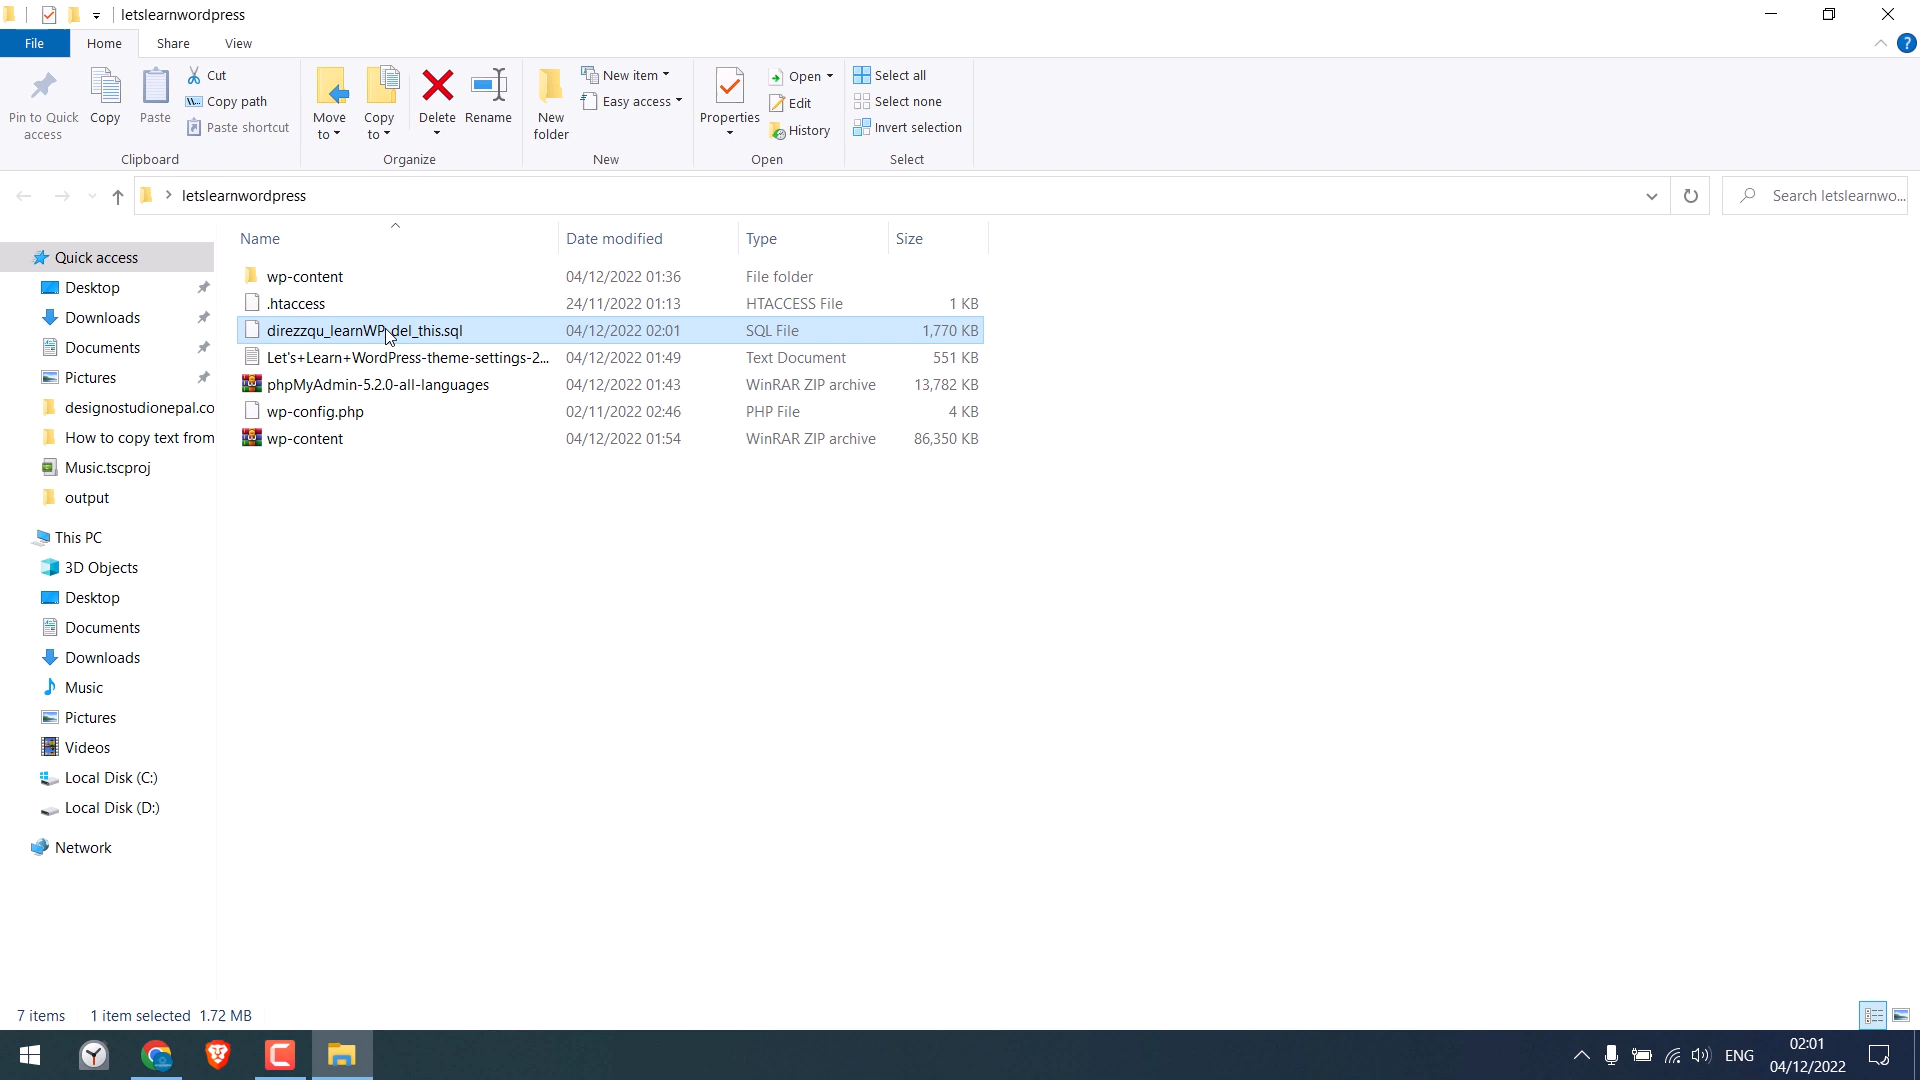 letslearnwordpress
File Home Share View
Pin to Quick access
Copy
Paste
Cut
Copy path
Paste shortcut
Clipboard
Move to
Copy to
Delete
Rename
Organize
New folder
New item
Easy access
New
Properties
Open
Edit
History
Open
Select all
Select none
Invert selection
Select
letslearnwordpress
Search letslearnwo...
Name Date modified Type Size
wp-content 04/12/2022 01:36 File folder
.htaccess 24/11/2022 01:13 HTACCESS File 1 KB
direzzqu_learnWP_del_this.sql 04/12/2022 02:01 SQL File 1,770 KB
Let's+Learn+WordPress-theme-settings-2... 04/12/2022 01:49 Text Document 551 KB
phpMyAdmin-5.2.0-all-languages 04/12/2022 01:43 WinRAR ZIP archive 13,782 KB
wp-config.php 02/11/2022 02:46 PHP File 4 KB
wp-content 04/12/2022 01:54 WinRAR ZIP archive 86,350 KB
Quick access
Desktop
Downloads
Documents
Pictures
designostudionepal.co
How to copy text from
Music.tscproj
output
This PC
3D Objects
Desktop
Documents
Downloads
Music
Pictures
Videos
Local Disk (C:)
Local Disk (D:)
Network
7 items 1 item selected 1.72 MB
ENG
02:01
04/12/2022